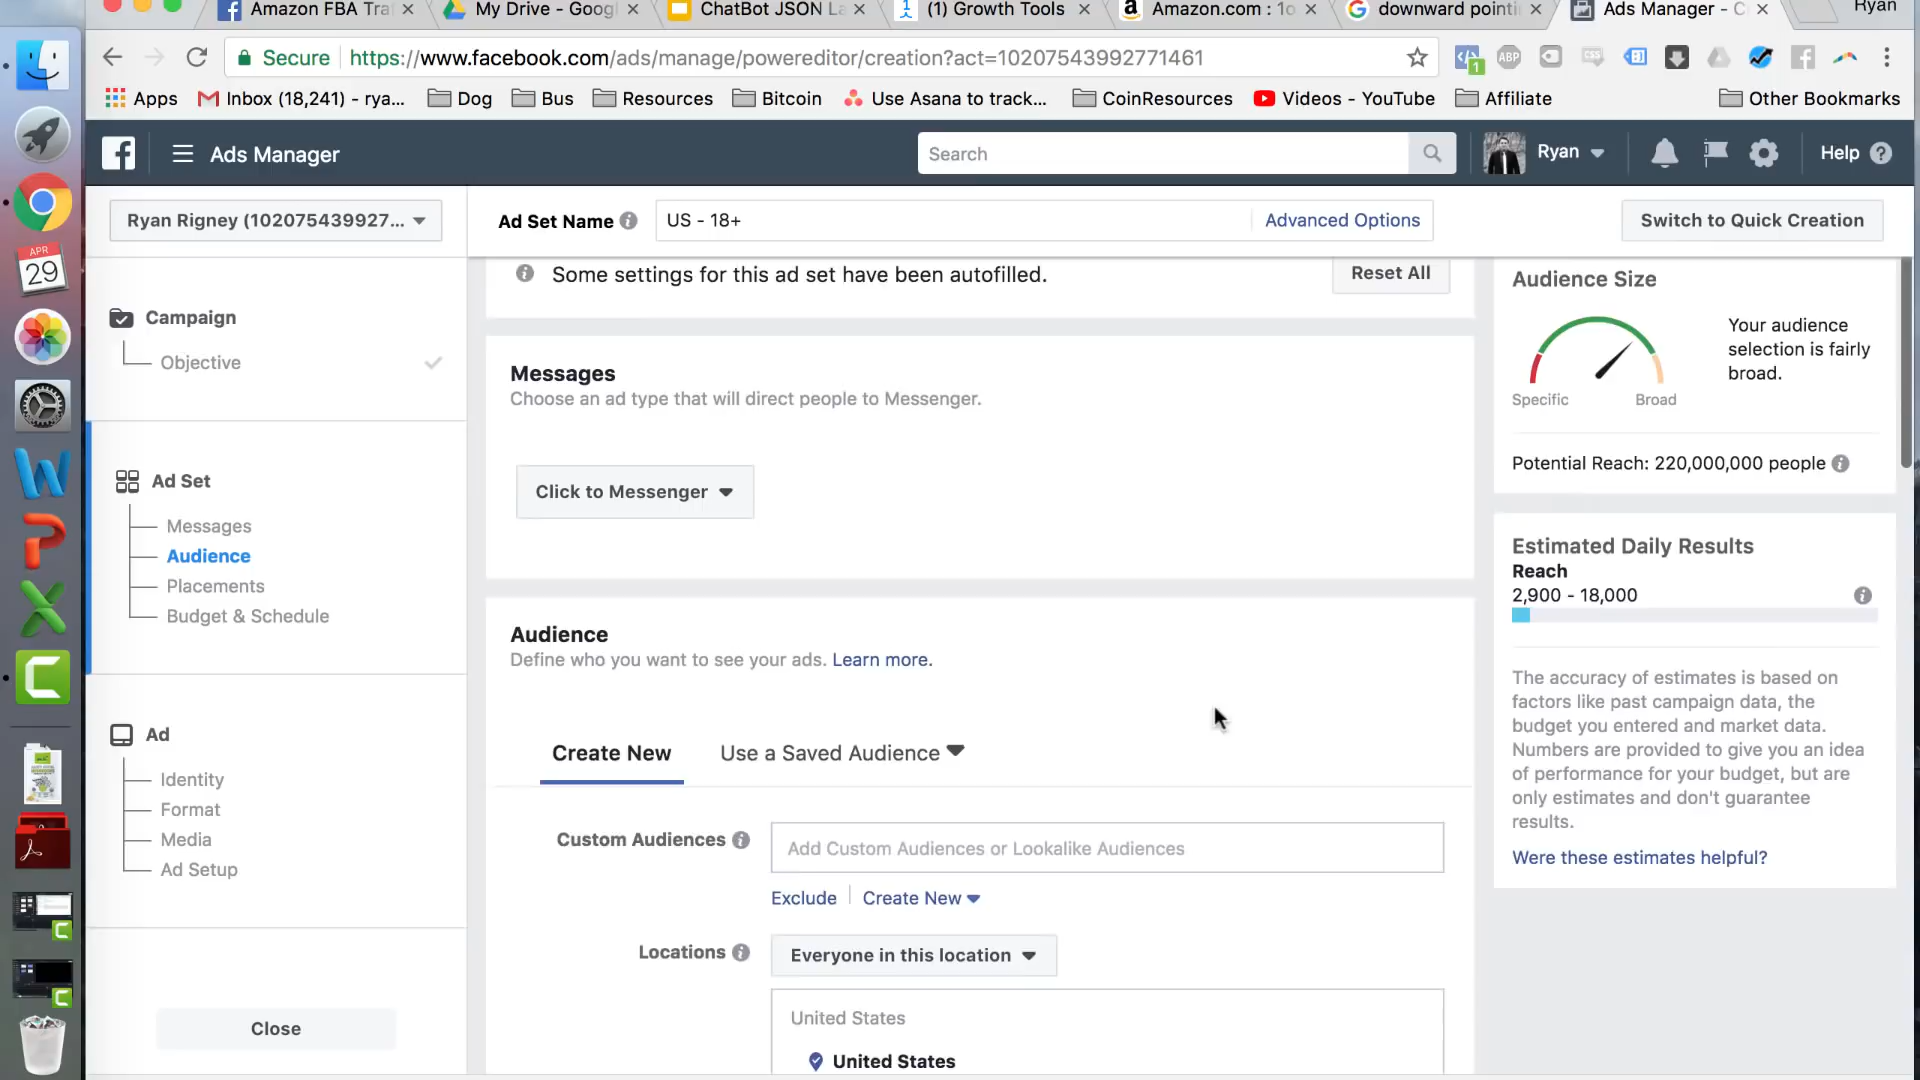 Amazon FBA Tra
My Drive - Googl
ChatBot JSON La
(1) Growth Tools
Amazon.com : 1o
downward pointi
Ads Manager - C
Ryan
Secure
https://www.facebook.com/ads/manage/powereditor/creation?act=10207543992771461
ABP
CSS
1
Apps
Inbox (18,241) - rya...
Dog
Bus
Resources
Bitcoin
Use Asana to track...
CoinResources
Videos - YouTube
Affiliate
Other Bookmarks
Ads Manager
Search
Ryan
Help
Ryan Rigney (102075439927...
Ad Set Name
US - 18+
Advanced Options
Switch to Quick Creation
APR
29
Campaign
Objective
Ad Set
Messages
Audience
Placements
Budget & Schedule
Ad
Identity
Format
Media
Ad Setup
Close
Some settings for this ad set have been autofilled.
Reset All
Messages
Choose an ad type that will direct people to Messenger.
Click to Messenger
Audience
Define who you want to see your ads. Learn more.
Create New
Use a Saved Audience
Custom Audiences
Add Custom Audiences or Lookalike Audiences
Exclude
Create New
Locations
Everyone in this location
United States
United States
Audience Size
Your audience
selection is fairly
broad.
Specific
Broad
Potential Reach: 220,000,000 people
Estimated Daily Results
Reach
2,900 - 18,000
The accuracy of estimates is based on
factors like past campaign data, the
budget you entered and market data.
Numbers are provided to give you an idea
of performance for your budget, but are
only estimates and don't guarantee
results.
Were these estimates helpful?